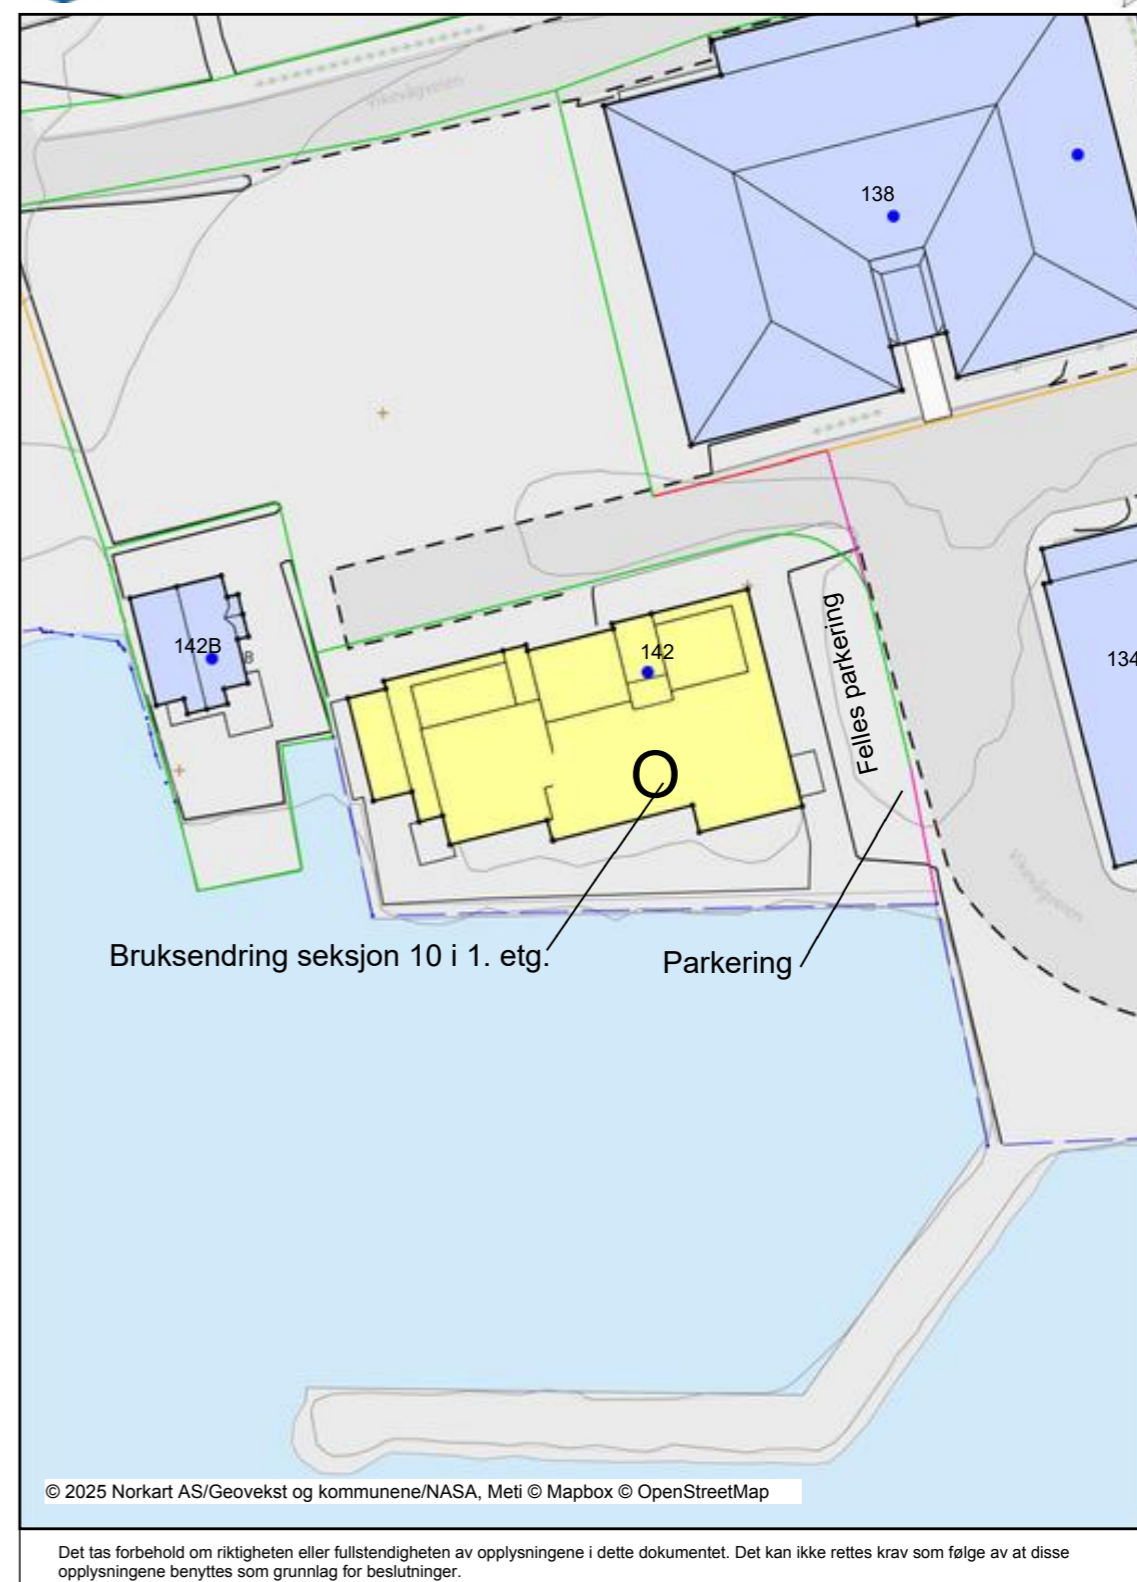 Vikevågveien
138
142B
B
142
134
Felles parkering
O
Bruksendring seksjon 10 i 1. etg.
Parkering
Vikevågveien
© 2025 Norkart AS/Geovekst og kommunene/NASA, Meti © Mapbox © OpenStreetMap
Det tas forbehold om riktigheten eller fullstendigheten av opplysningene i dette dokumentet. Det kan ikke rettes krav som følge av at disse
opplysningene benyttes som grunnlag for beslutninger.